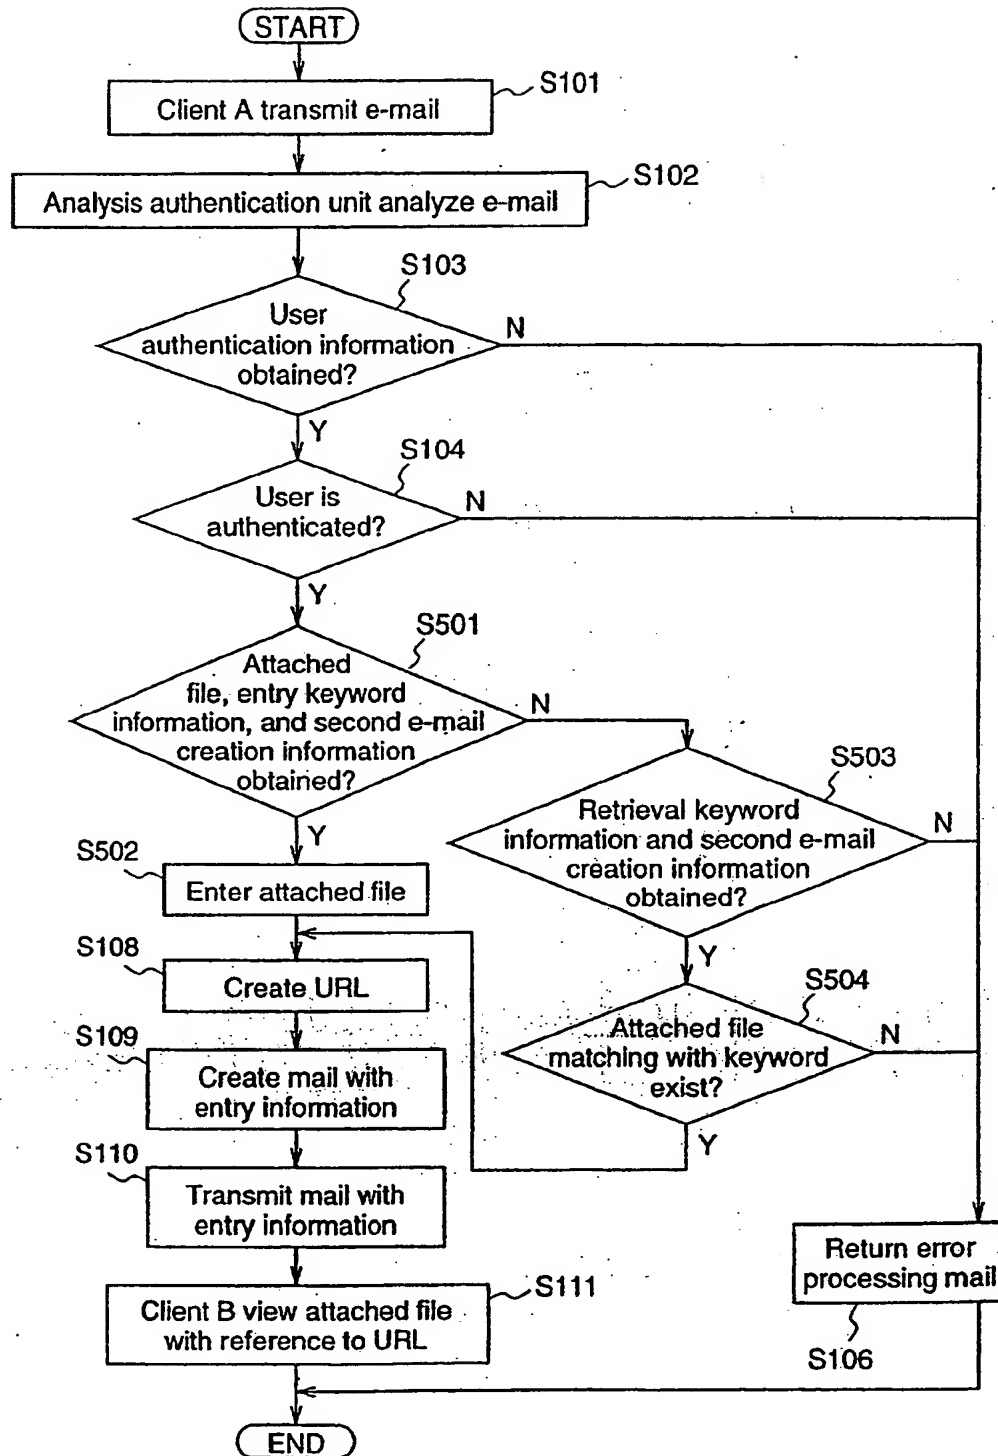 START
S101
Client A transmit e-mail
S102
Analysis authentication unit analyze e-mail
S103
User
authentication information
obtained?
N
Y
S104
User is
authenticated?
N
Y
S501
Attached
file, entry keyword
information, and second e-mail
creation information
obtained?
N
Y
S503
Retrieval keyword
information and second e-mail
creation information
obtained?
N
Y
S502
Enter attached file
S108
Create URL
S504
Attached file
matching with keyword
exist?
N
Y
S109
Create mail with
entry information
S110
Transmit mail with
entry information
Return error
processing mail
S106
S111
Client B view attached file
with reference to URL
END